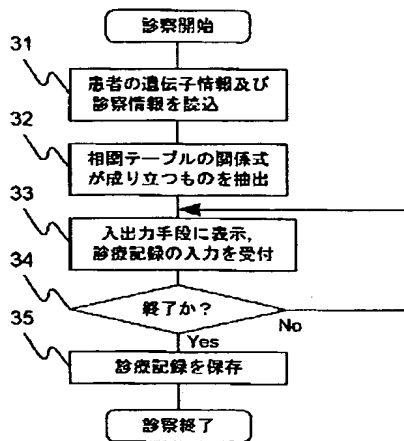 診察開始
31
患者の遺伝子情報及び
診察情報を読込
32
相関テーブルの関係式
が成り立つものを抽出
33
入出力手段に表示,
診療記録の入力を受付
34
終了か?
No
Yes
35
診療記録を保存
診察終了